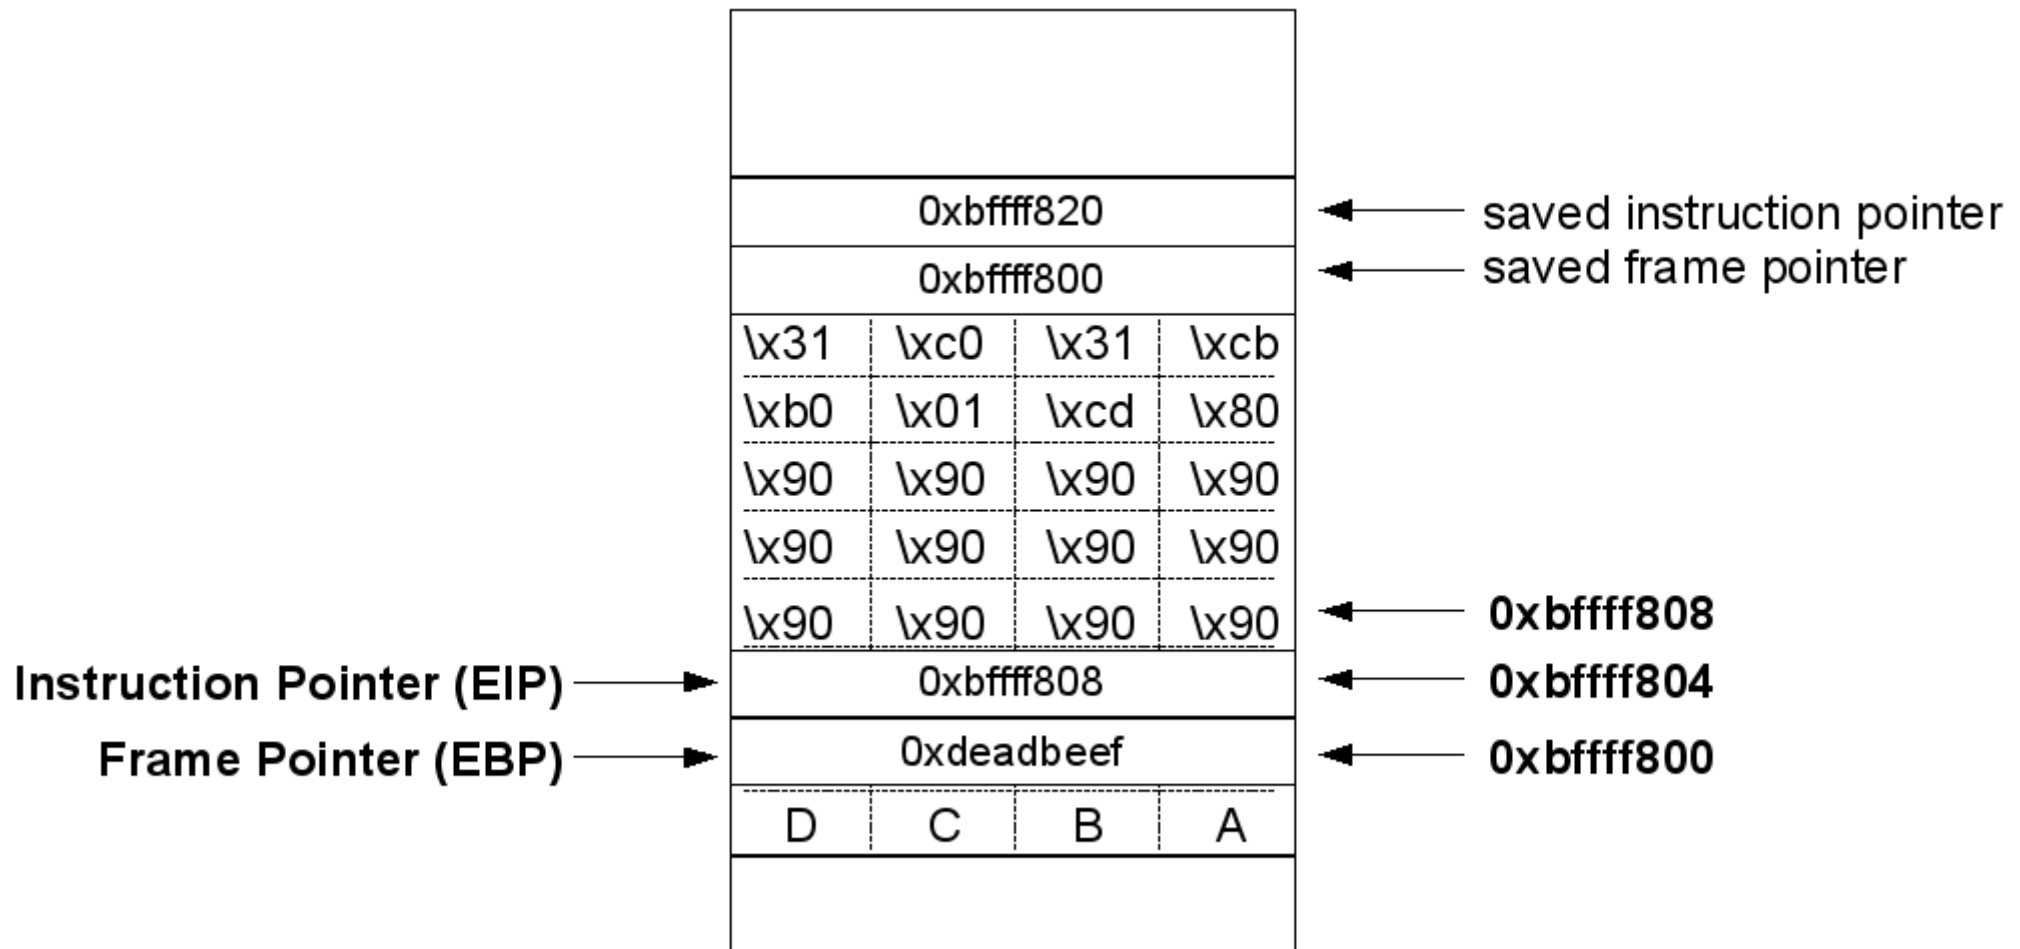 0xbffff820 saved instruction pointer
0xbffff800 saved frame pointer
\x31 \xc0 \x31 \xcb
\xb0 \x01 \xcd \x80
\x90 \x90 \x90 \x90
\x90 \x90 \x90 \x90
\x90 \x90 \x90 \x90 0xbffff808
Instruction Pointer (EIP) 0xbffff808 0xbffff804
Frame Pointer (EBP) 0xdeadbeef 0xbffff800
D C B A